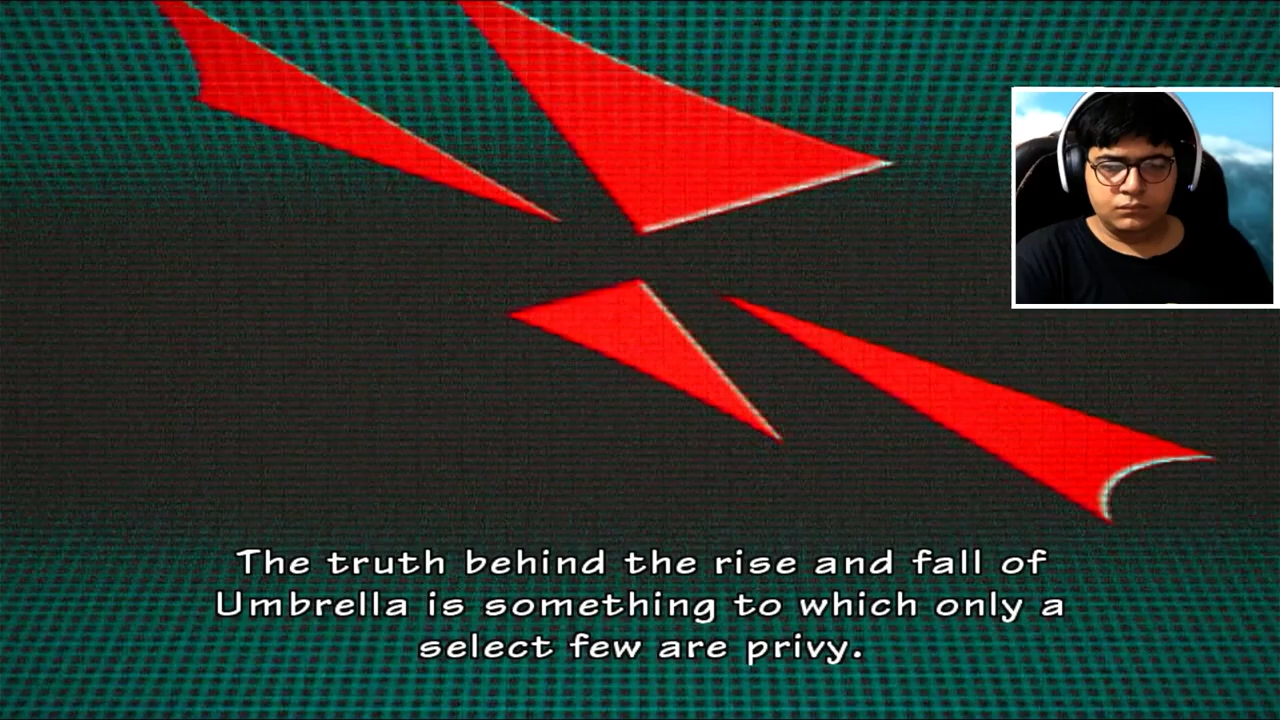 The truth behind the rise and fall of
Umbrella is something to which only a
select few are privy.